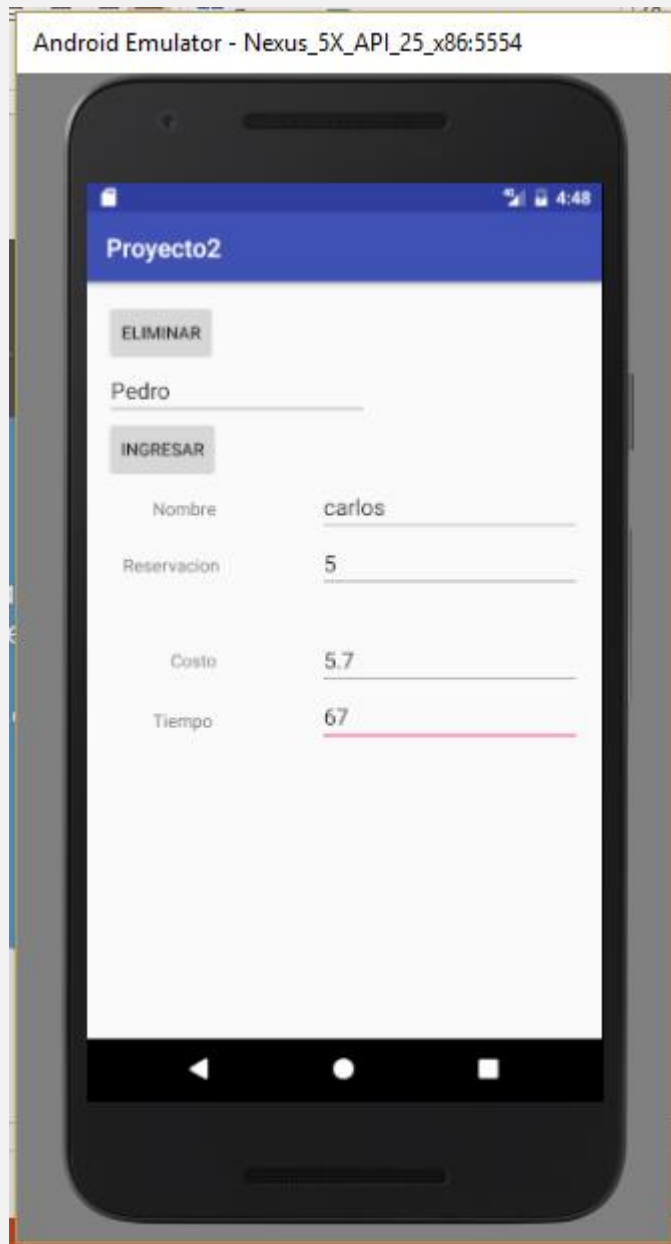 Android Emulator - Nexus_5X_API_25_x86:5554
4:48
Proyecto2
ELIMINAR
Pedro
INGRESAR
Nombre carlos
Reservacion 5
Costo 5.7
Tiempo 67